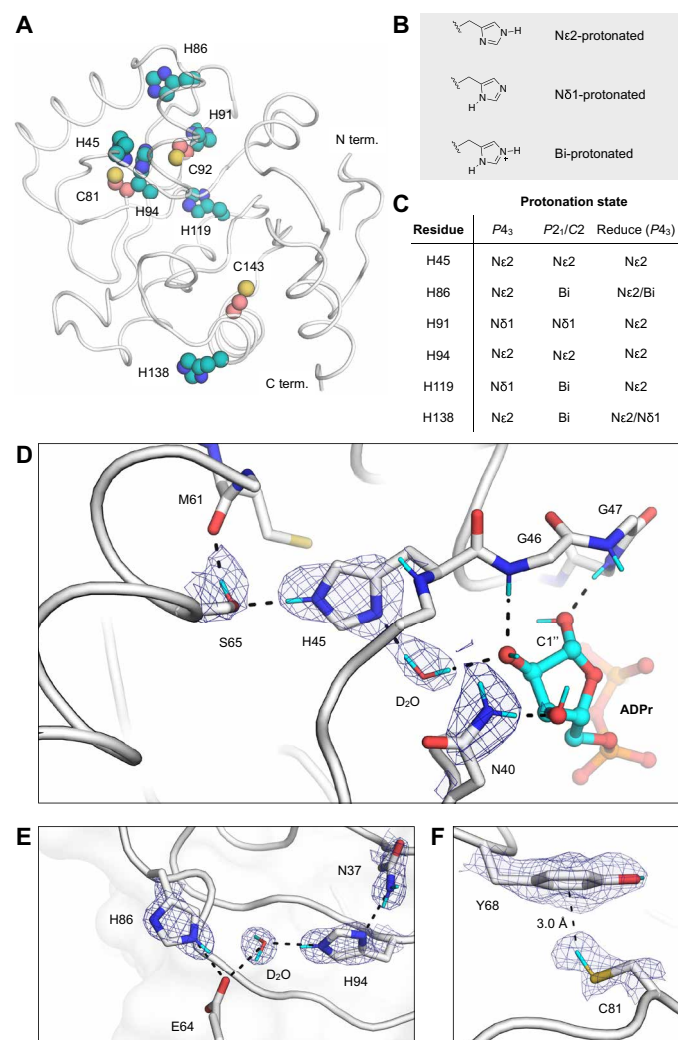 A
H86
H91
H45
C92
N term.
C81
H94
H119
C143
H138
C term.
B
N
H
Nε2-protonated
N
N
H
N
Nδ1-protonated
N
H
N
+
H
N
Bi-protonated
C
Protonation state
Residue P4₃ P2₁/C2 Reduce (P4₃)
H45 Nε2 Nε2 Nε2
H86 Nε2 Bi Nε2/Bi
H91 Nδ1 Nδ1 Nε2
H94 Nε2 Nε2 Nε2
H119 Nδ1 Bi Nε2
H138 Nε2 Bi Nε2/Nδ1
D
M61
G47
G46
S65
H45
C1''
D₂O
ADPr
N40
E
N37
H86
D₂O
H94
E64
F
Y68
3.0 Å
C81